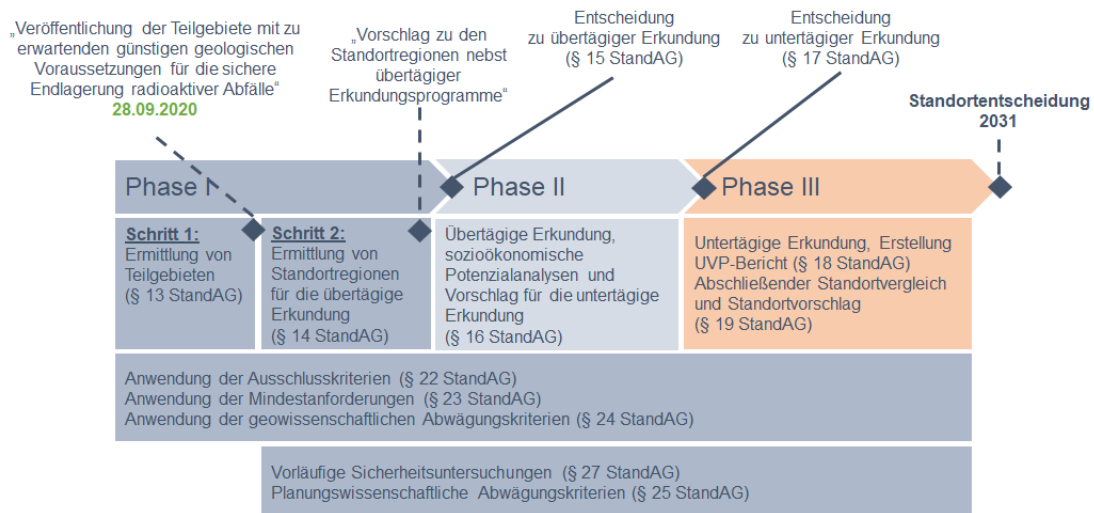 „Veröffentlichung der Teilgebiete mit zu
erwartenden günstigen geologischen
Voraussetzungen für die sichere
Endlagerung radioaktiver Abfälle“
28.09.2020
„Vorschlag zu den
Standortregionen nebst
übertägiger
Erkundungsprogramme“
Entscheidung
zu übertägiger Erkundung
(§ 15 StandAG)
Entscheidung
zu untertägiger Erkundung
(§ 17 StandAG)
Standortentscheidung
2031
Phase I
Phase II
Phase III
Schritt 1:
Ermittlung von
Teilgebieten
(§ 13 StandAG)
Schritt 2:
Ermittlung von
Standortregionen
für die übertägige
Erkundung
(§ 14 StandAG)
Übertägige Erkundung,
sozioökonomische
Potenzialanalysen und
Vorschlag für die untertägige
Erkundung
(§ 16 StandAG)
Untertägige Erkundung, Erstellung
UVP-Bericht (§ 18 StandAG)
Abschließender Standortvergleich
und Standortvorschlag
(§ 19 StandAG)
Anwendung der Ausschlusskriterien (§ 22 StandAG)
Anwendung der Mindestanforderungen (§ 23 StandAG)
Anwendung der geowissenschaftlichen Abwägungskriterien (§ 24 StandAG)
Vorläufige Sicherheitsuntersuchungen (§ 27 StandAG)
Planungswissenschaftliche Abwägungskriterien (§ 25 StandAG)